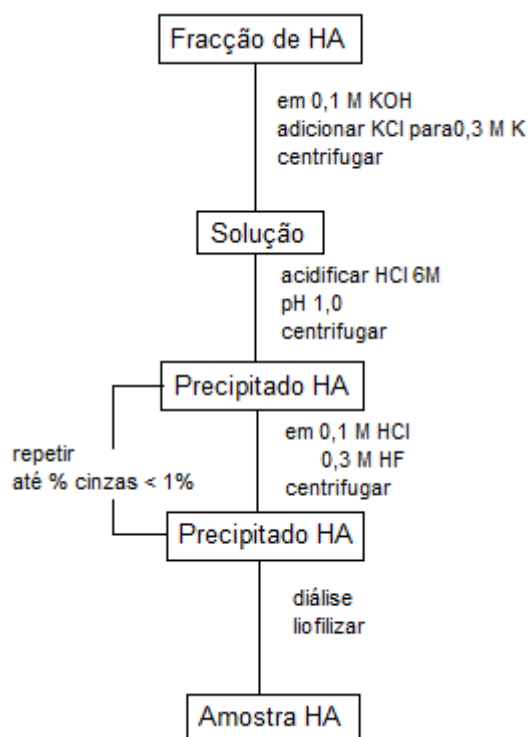 Fracção de HA
em 0,1 M KOH
adicionar KCl para0,3 M K
centrifugar
Solução
acidificar HCl 6M
pH 1,0
centrifugar
Precipitado HA
em 0,1 M HCl
0,3 M HF
centrifugar
repetir
até % cinzas < 1%
Precipitado HA
diálise
liofilizar
Amostra HA